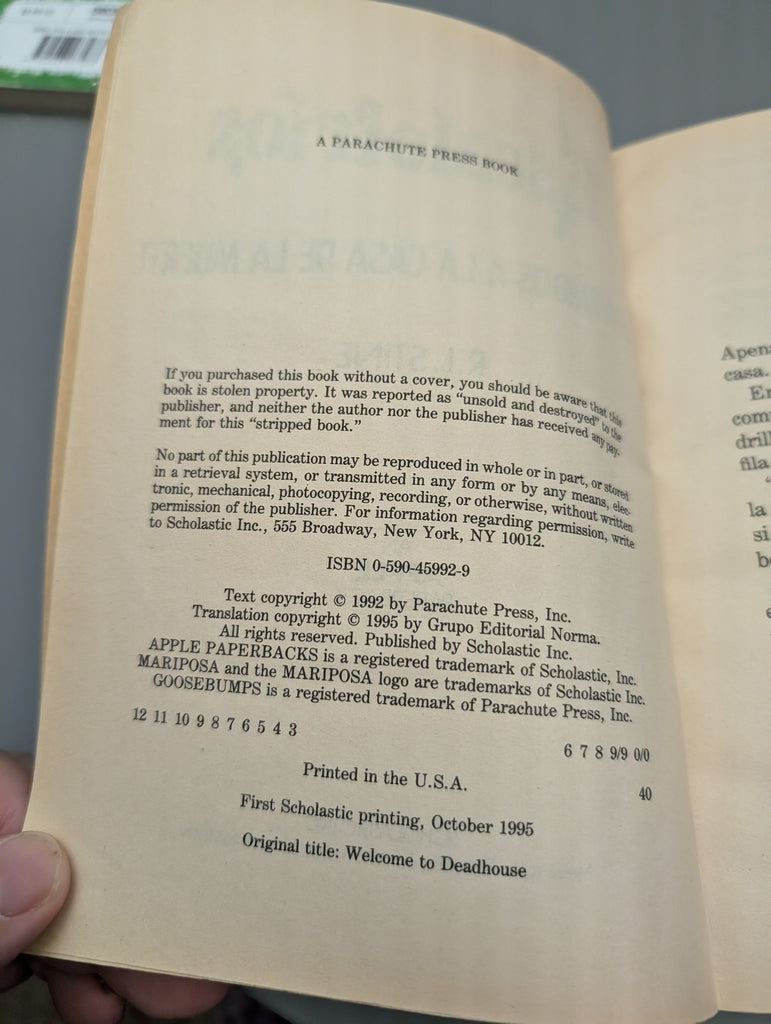 A PARACHUTE PRESS BOOK
If you purchased this book without a cover, you should be aware that this
book is stolen property. It was reported as “unsold and destroyed” to the
publisher, and neither the author nor the publisher has received any pay-
ment for this “stripped book.”
No part of this publication may be reproduced in whole or in part, or stored
in a retrieval system, or transmitted in any form or by any means, elec-
tronic, mechanical, photocopying, recording, or otherwise, without written
permission of the publisher. For information regarding permission, write
to Scholastic Inc., 555 Broadway, New York, NY 10012.
ISBN 0-590-45992-9
Text copyright © 1992 by Parachute Press, Inc.
Translation copyright © 1995 by Grupo Editorial Norma.
All rights reserved. Published by Scholastic Inc.
APPLE PAPERBACKS is a registered trademark of Scholastic, Inc.
MARIPOSA and the MARIPOSA logo are trademarks of Scholastic Inc.
GOOSEBUMPS is a registered trademark of Parachute Press, Inc.
12 11 10 9 8 7 6 5 4 3
6 7 8 9/9 0/0
Printed in the U.S.A.
40
First Scholastic printing, October 1995
Original title: Welcome to Deadhouse
casa.
la